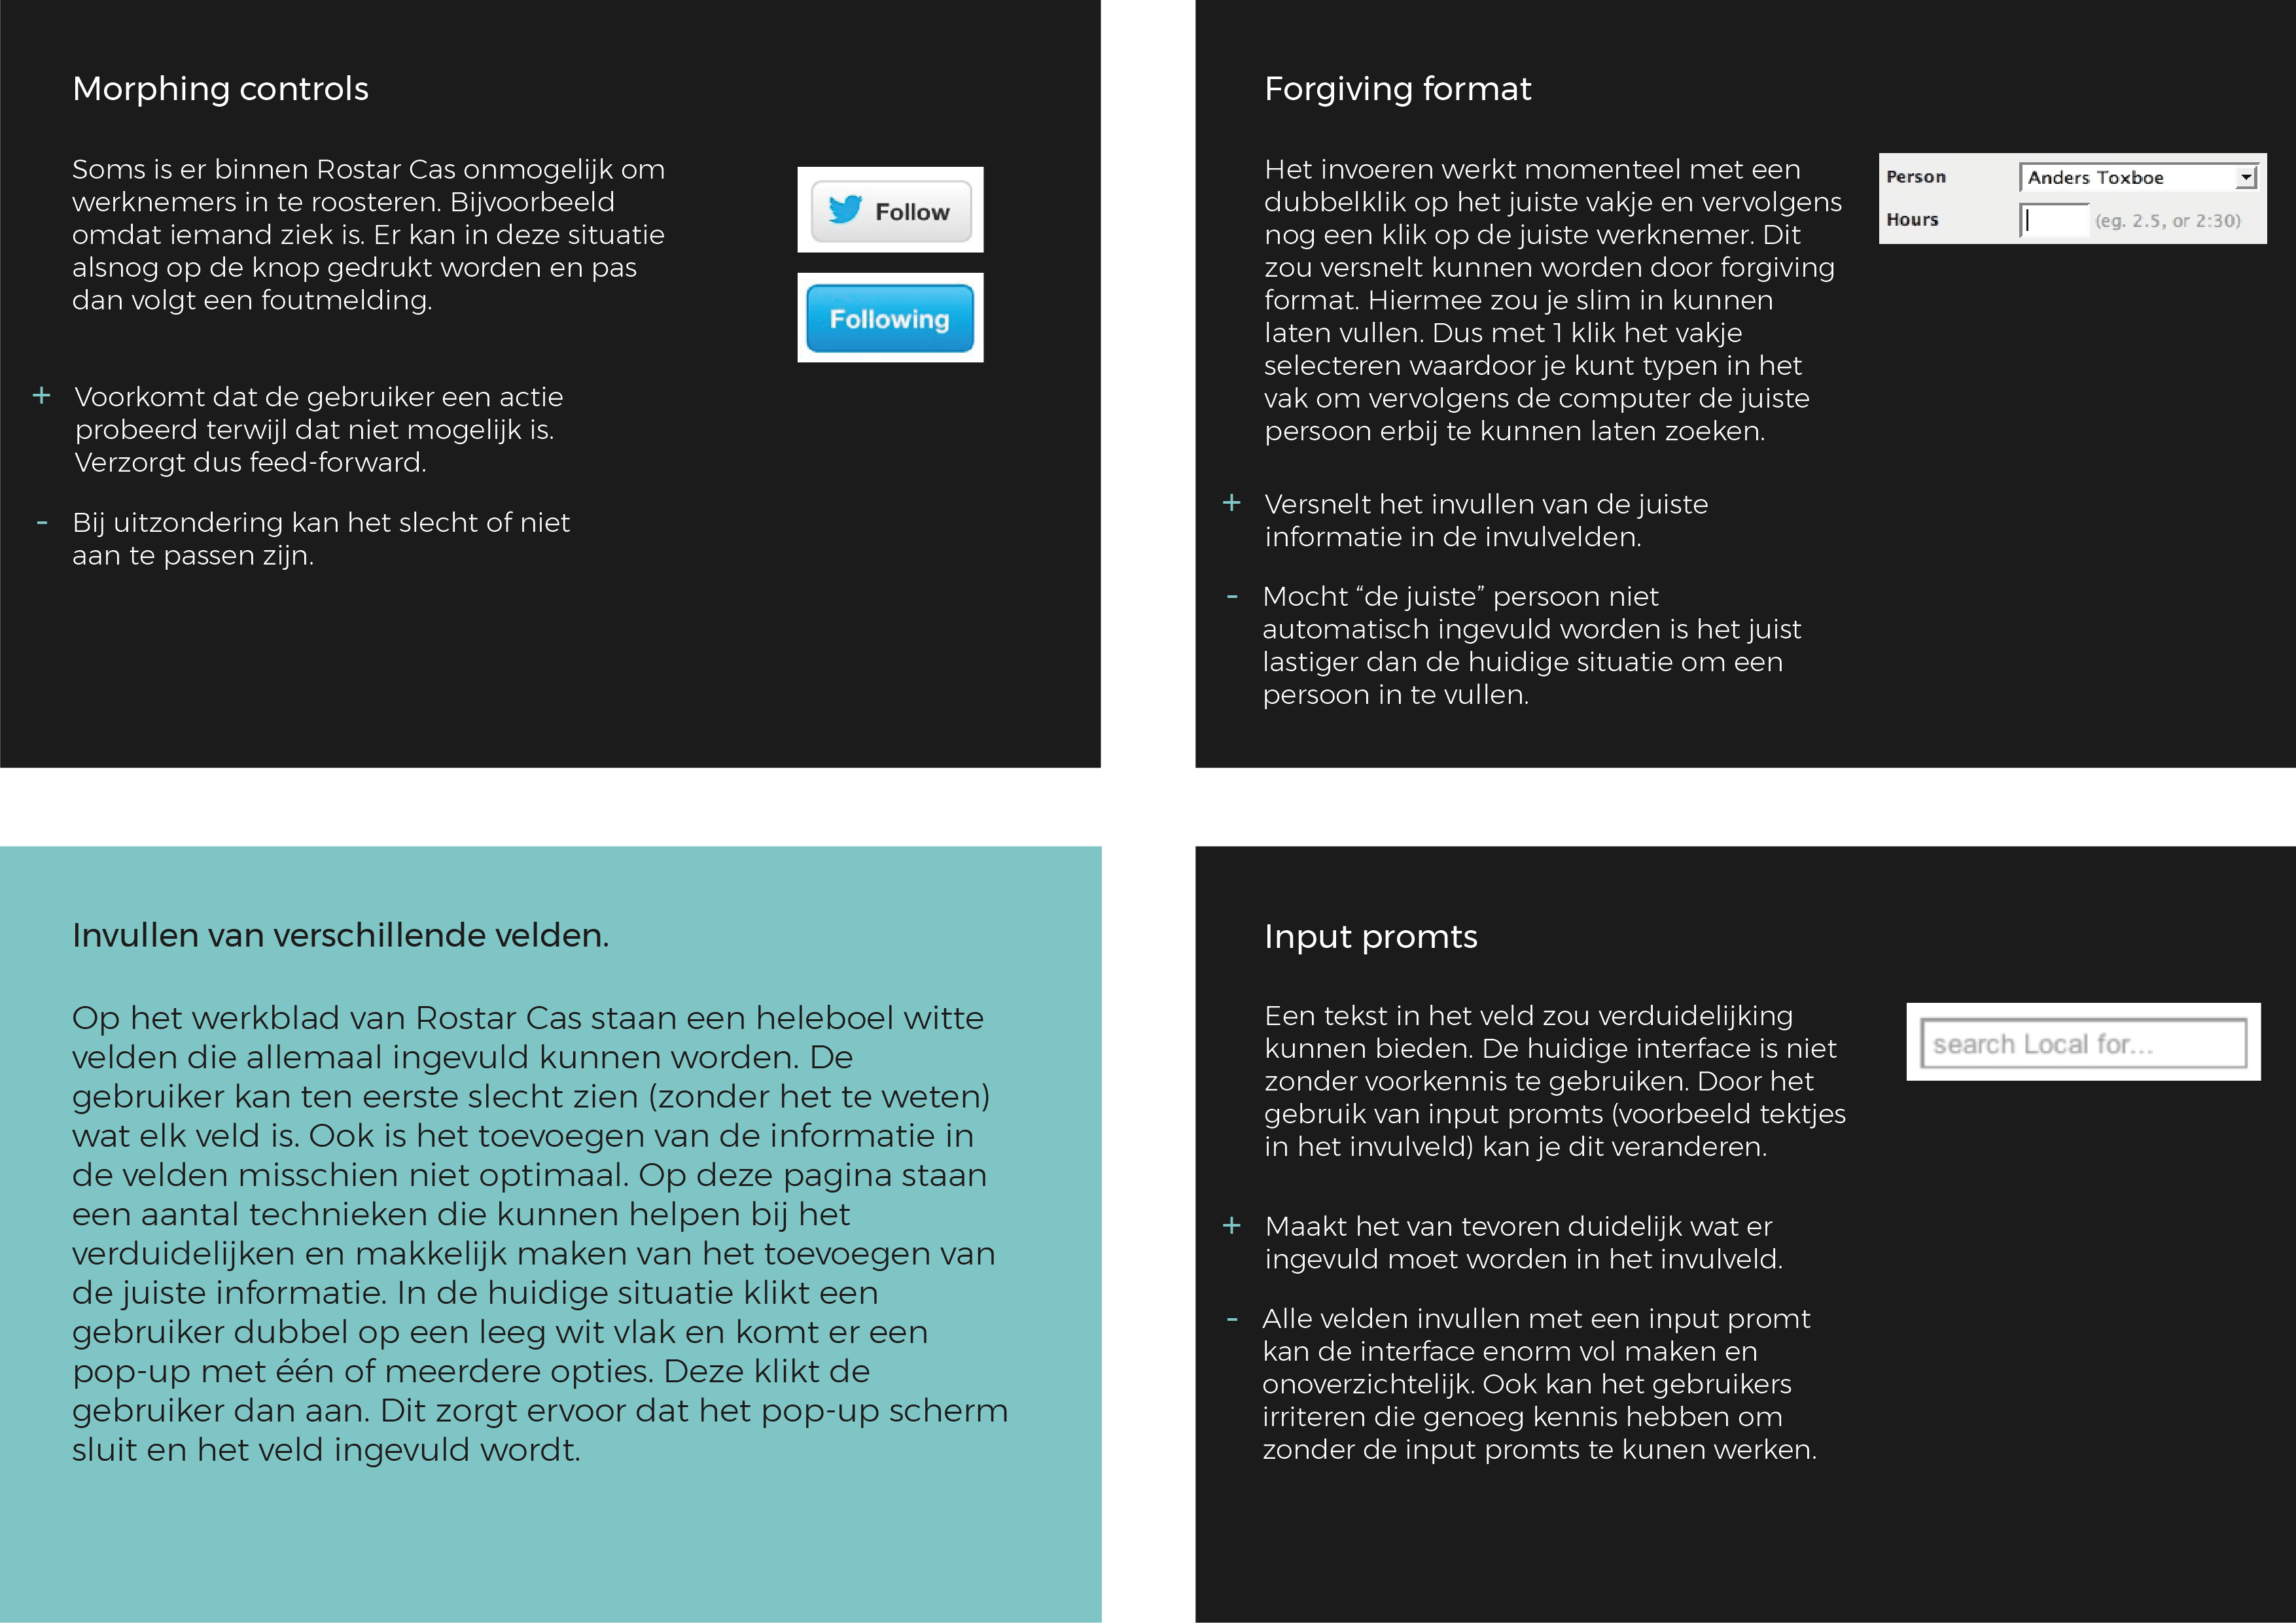 Morphing controls
Soms is er binnen Rostar Cas onmogelijk om
werknemers in te roosteren. Bijvoorbeeld
omdat iemand ziek is. Er kan in deze situatie
alsnog op de knop gedrukt worden en pas
dan volgt een foutmelding.
Follow
Following
+ Voorkomt dat de gebruiker een actie
probeerd terwijl dat niet mogelijk is.
Verzorgt dus feed-forward.
- Bij uitzondering kan het slecht of niet
aan te passen zijn.
Forgiving format
Het invoeren werkt momenteel met een
dubbelklik op het juiste vakje en vervolgens
nog een klik op de juiste werknemer. Dit
zou versnelt kunnen worden door forgiving
format. Hiermee zou je slim in kunnen
laten vullen. Dus met 1 klik het vakje
selecteren waardoor je kunt typen in het
vak om vervolgens de computer de juiste
persoon erbij te kunnen laten zoeken.
Person Anders Toxboe
Hours (eg. 2.5, or 2:30)
+ Versnelt het invullen van de juiste
informatie in de invulvelden.
- Mocht “de juiste” persoon niet
automatisch ingevuld worden is het juist
lastiger dan de huidige situatie om een
persoon in te vullen.
Invullen van verschillende velden.
Op het werkblad van Rostar Cas staan een heleboel witte
velden die allemaal ingevuld kunnen worden. De
gebruiker kan ten eerste slecht zien (zonder het te weten)
wat elk veld is. Ook is het toevoegen van de informatie in
de velden misschien niet optimaal. Op deze pagina staan
een aantal technieken die kunnen helpen bij het
verduidelijken en makkelijk maken van het toevoegen van
de juiste informatie. In de huidige situatie klikt een
gebruiker dubbel op een leeg wit vlak en komt er een
pop-up met één of meerdere opties. Deze klikt de
gebruiker dan aan. Dit zorgt ervoor dat het pop-up scherm
sluit en het veld ingevuld wordt.
Input promts
Een tekst in het veld zou verduidelijking
kunnen bieden. De huidige interface is niet
zonder voorkennis te gebruiken. Door het
gebruik van input promts (voorbeeld tektjes
in het invulveld) kan je dit veranderen.
search Local for...
+ Maakt het van tevoren duidelijk wat er
ingevuld moet worden in het invulveld.
- Alle velden invullen met een input promt
kan de interface enorm vol maken en
onoverzichtelijk. Ook kan het gebruikers
irriteren die genoeg kennis hebben om
zonder de input promts te kunen werken.